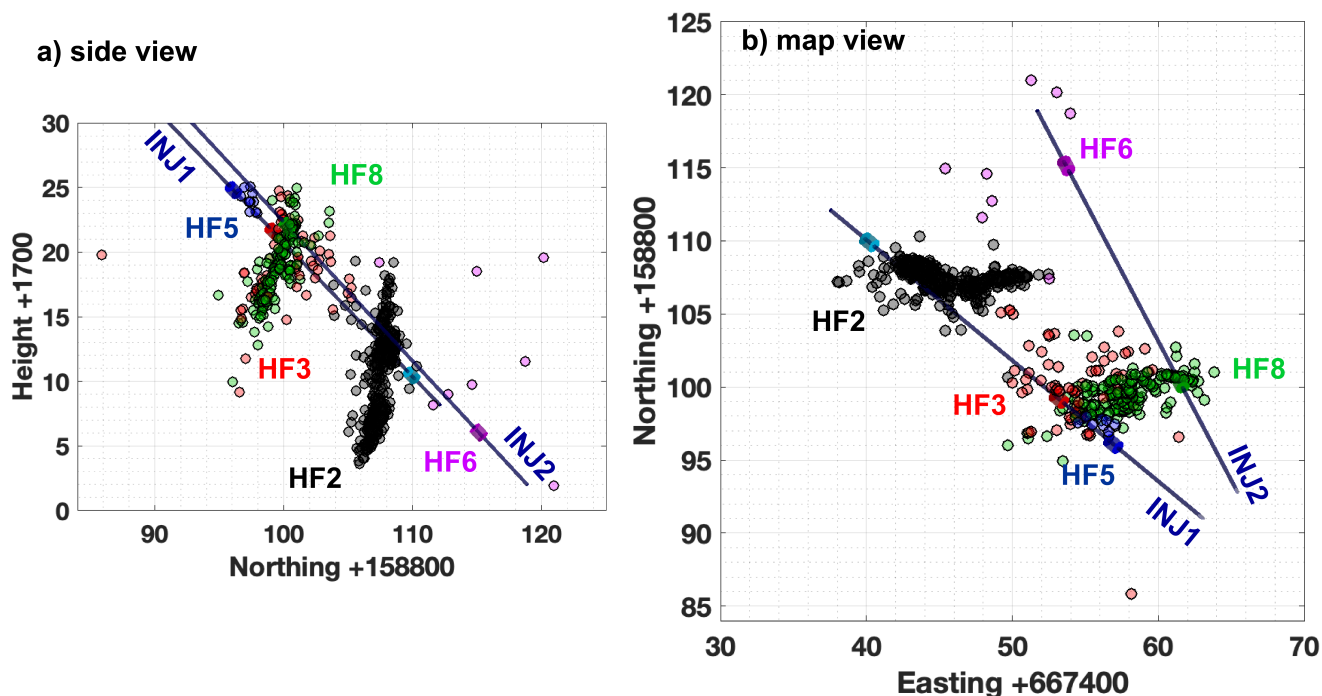 a) side view
30
25
20
15
10
5
0
Height +1700
90
100
110
120
Northing +158800
INJ1
HF8
HF5
HF3
HF2
HF6
INJ2
b) map view
125
120
115
110
105
100
95
90
85
Northing +158800
30
40
50
60
70
Easting +667400
HF6
HF2
HF8
HF3
HF5
INJ2
INJ1